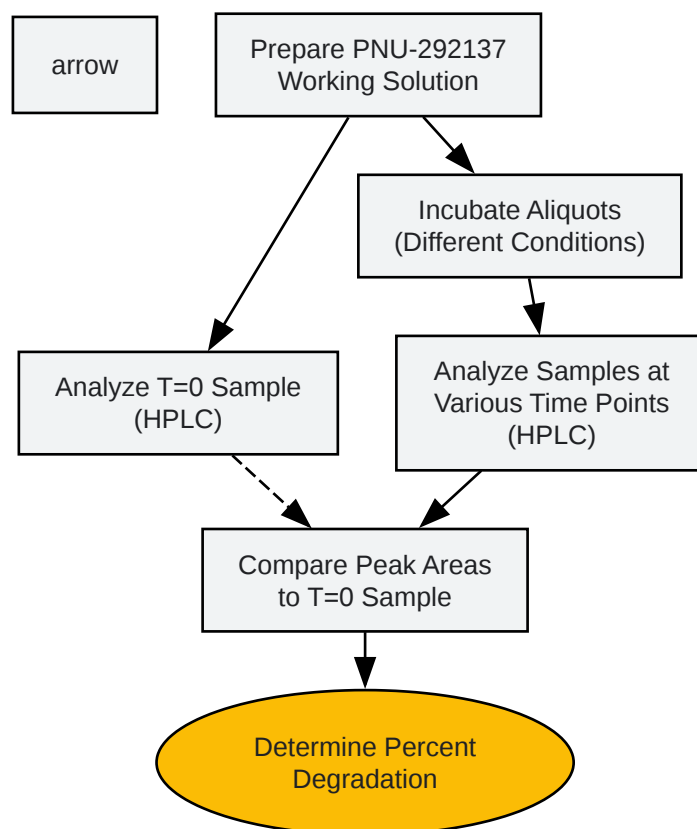 arrow
Prepare PNU-292137
Working Solution
Incubate Aliquots
(Different Conditions)
Analyze T=0 Sample
(HPLC)
Analyze Samples at
Various Time Points
(HPLC)
Compare Peak Areas
to T=0 Sample
Determine Percent
Degradation